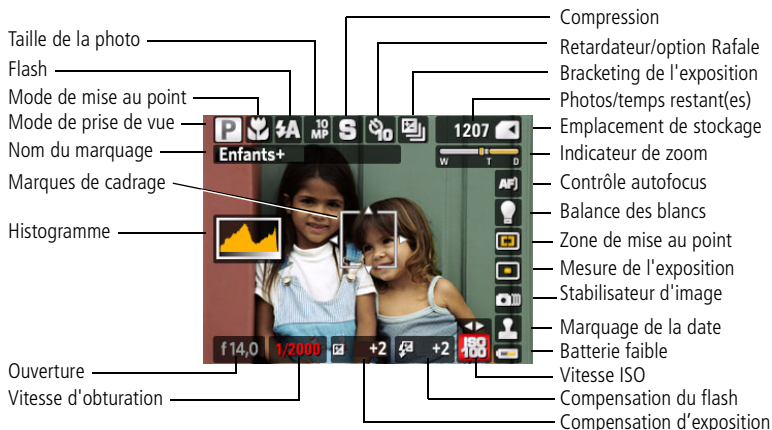 Taille de la photo
Flash
Mode de mise au point
Mode de prise de vue
Nom du marquage
Marques de cadrage
Histogramme
Ouverture
Vitesse d'obturation
P
ϟA
10 MP
S
10
1207
Enfants+
W T D
AF
f14,0
1/2000
+2
+2
ISO 100
Compression
Retardateur/option Rafale
Bracketing de l'exposition
Photos/temps restant(es)
Emplacement de stockage
Indicateur de zoom
Contrôle autofocus
Balance des blancs
Zone de mise au point
Mesure de l'exposition
Stabilisateur d'image
Marquage de la date
Batterie faible
Vitesse ISO
Compensation du flash
Compensation d’exposition